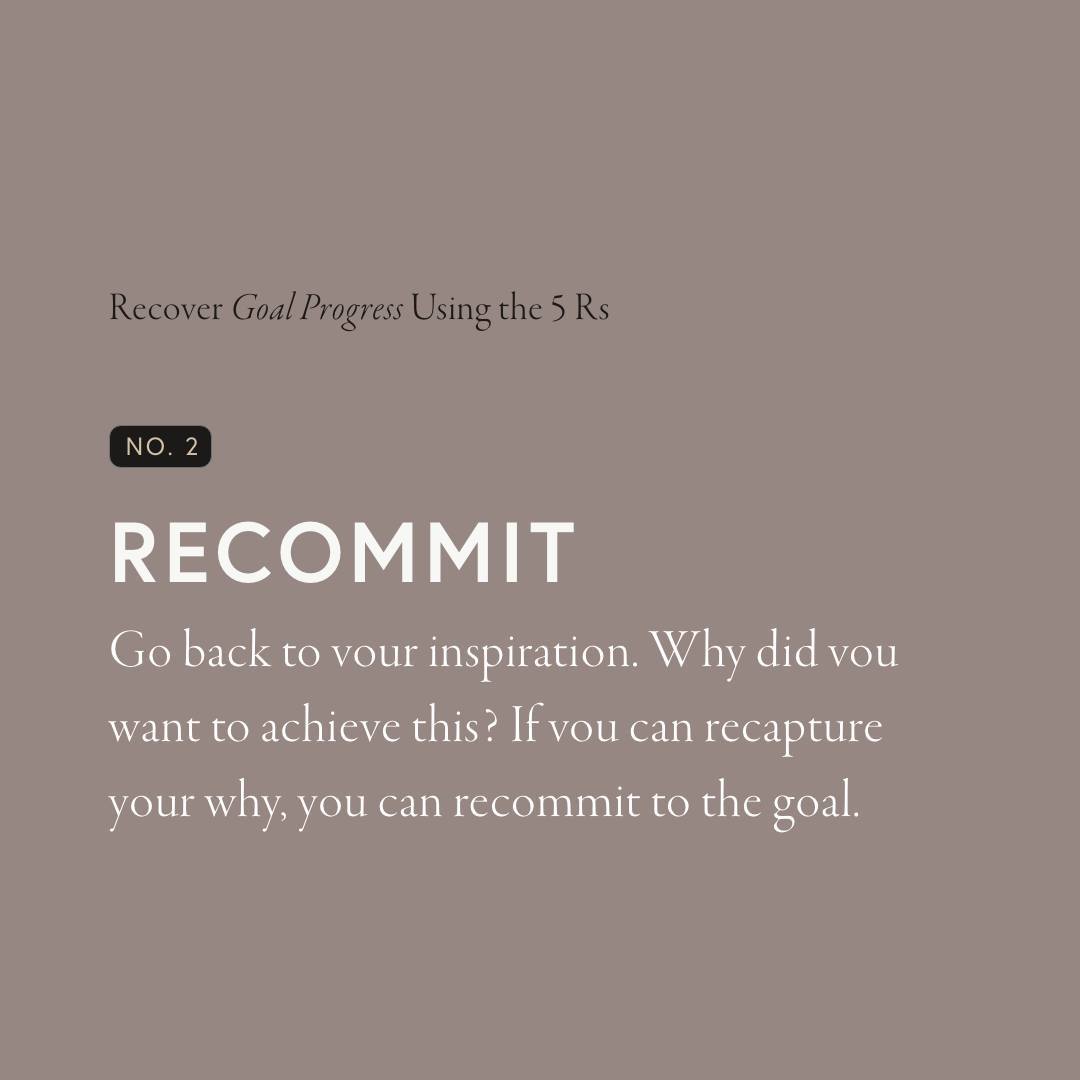 Recover Goal Progress Using the 5 Rs
NO. 2
RECOMMIT
Go back to your inspiration. Why did you
want to achieve this? If you can recapture
your why, you can recommit to the goal.